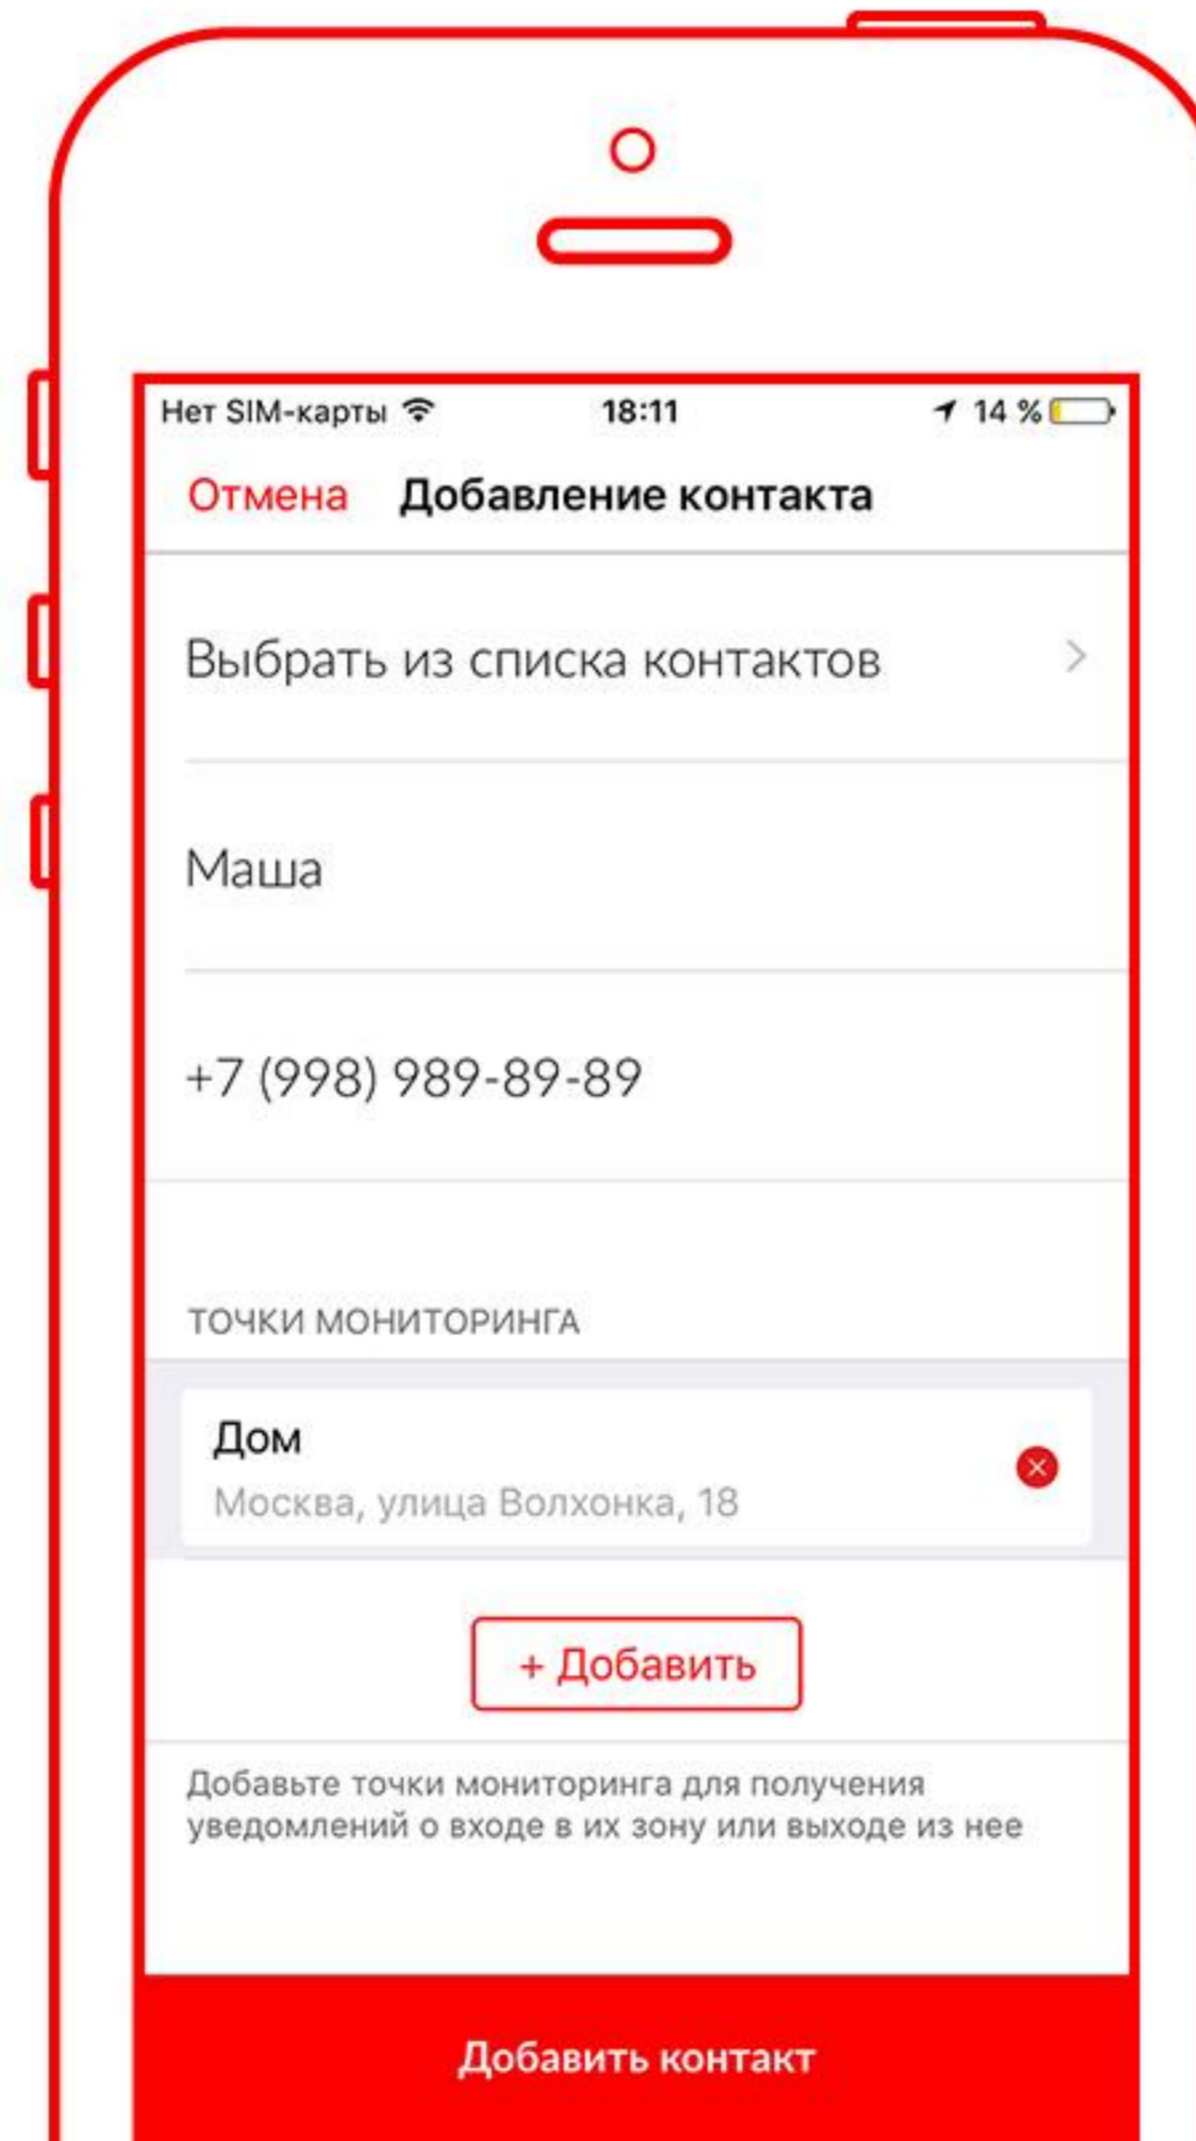 Нет SIM-карты 18:11 14 %
Отмена Добавление контакта
Выбрать из списка контактов
Маша
+7 (998) 989-89-89
ТОЧКИ МОНИТОРИНГА
Дом
Москва, улица Волхонка, 18
+ Добавить
Добавьте точки мониторинга для получения
уведомлений о входе в их зону или выходе из нее
Добавить контакт